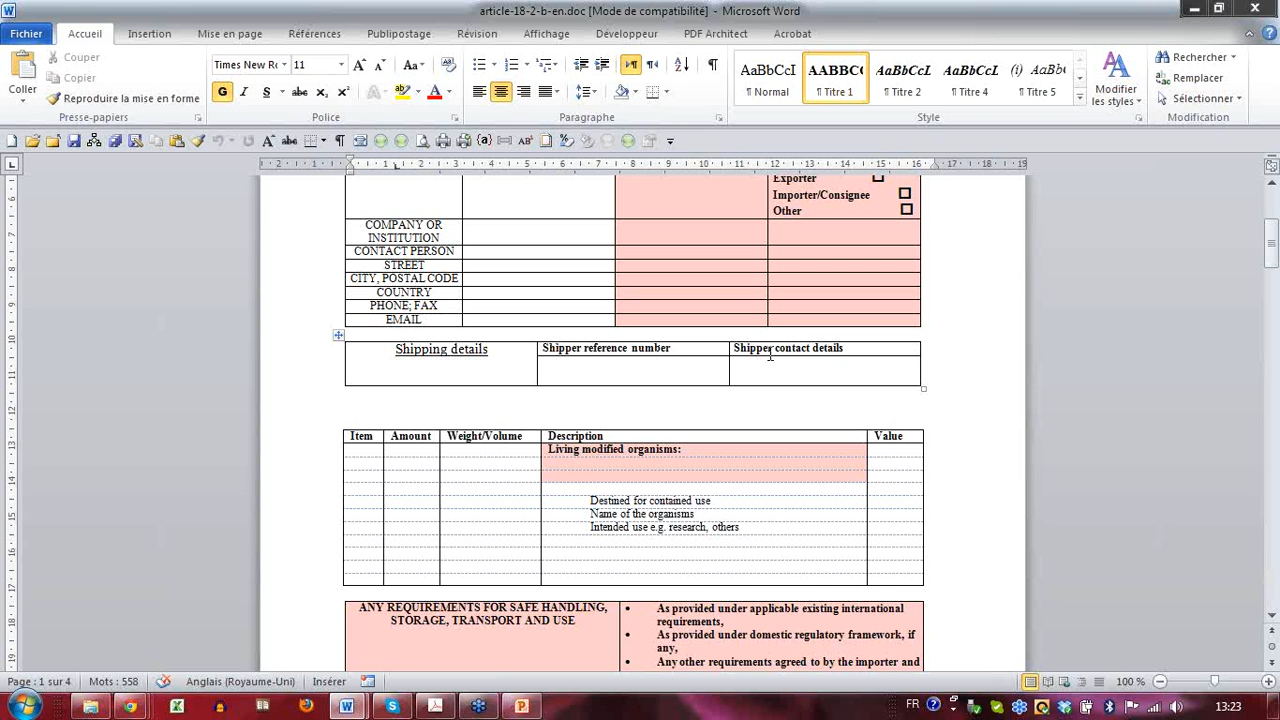 article-18-2-b-en.doc [Mode de compatibilité] - Microsoft Word
Fichier Accueil Insertion Mise en page Références Publipostage Révision Affichage Développeur PDF Architect Acrobat
Coller
Couper
Copier
Reproduire la mise en forme
Presse-papiers
Times New Ro 11
G I S abc x₂ x²
Police
Paragraphe
AaBbCcI AABBC AaBbCcL AaBbCcL (i) AaBb(
¶ Normal ¶ Titre 1 ¶ Titre 2 ¶ Titre 4 ¶ Titre 5
Style
Modifier les styles
Rechercher
Remplacer
Sélectionner
Modification
Exporter
Importer/Consignee
Other
COMPANY OR
INSTITUTION
CONTACT PERSON
STREET
CITY, POSTAL CODE
COUNTRY
PHONE; FAX
EMAIL
Shipping details Shipper reference number Shipper contact details
Item Amount Weight/Volume Description Value
Living modified organisms:
Destined for contained use
Name of the organisms
Intended use e.g. research, others
ANY REQUIREMENTS FOR SAFE HANDLING,
STORAGE, TRANSPORT AND USE
• As provided under applicable existing international
requirements,
• As provided under domestic regulatory framework, if
any,
• Any other requirements agreed to by the importer and
Page : 1 sur 4 Mots : 558 Anglais (Royaume-Uni) Insérer 100 %
FR 13:23